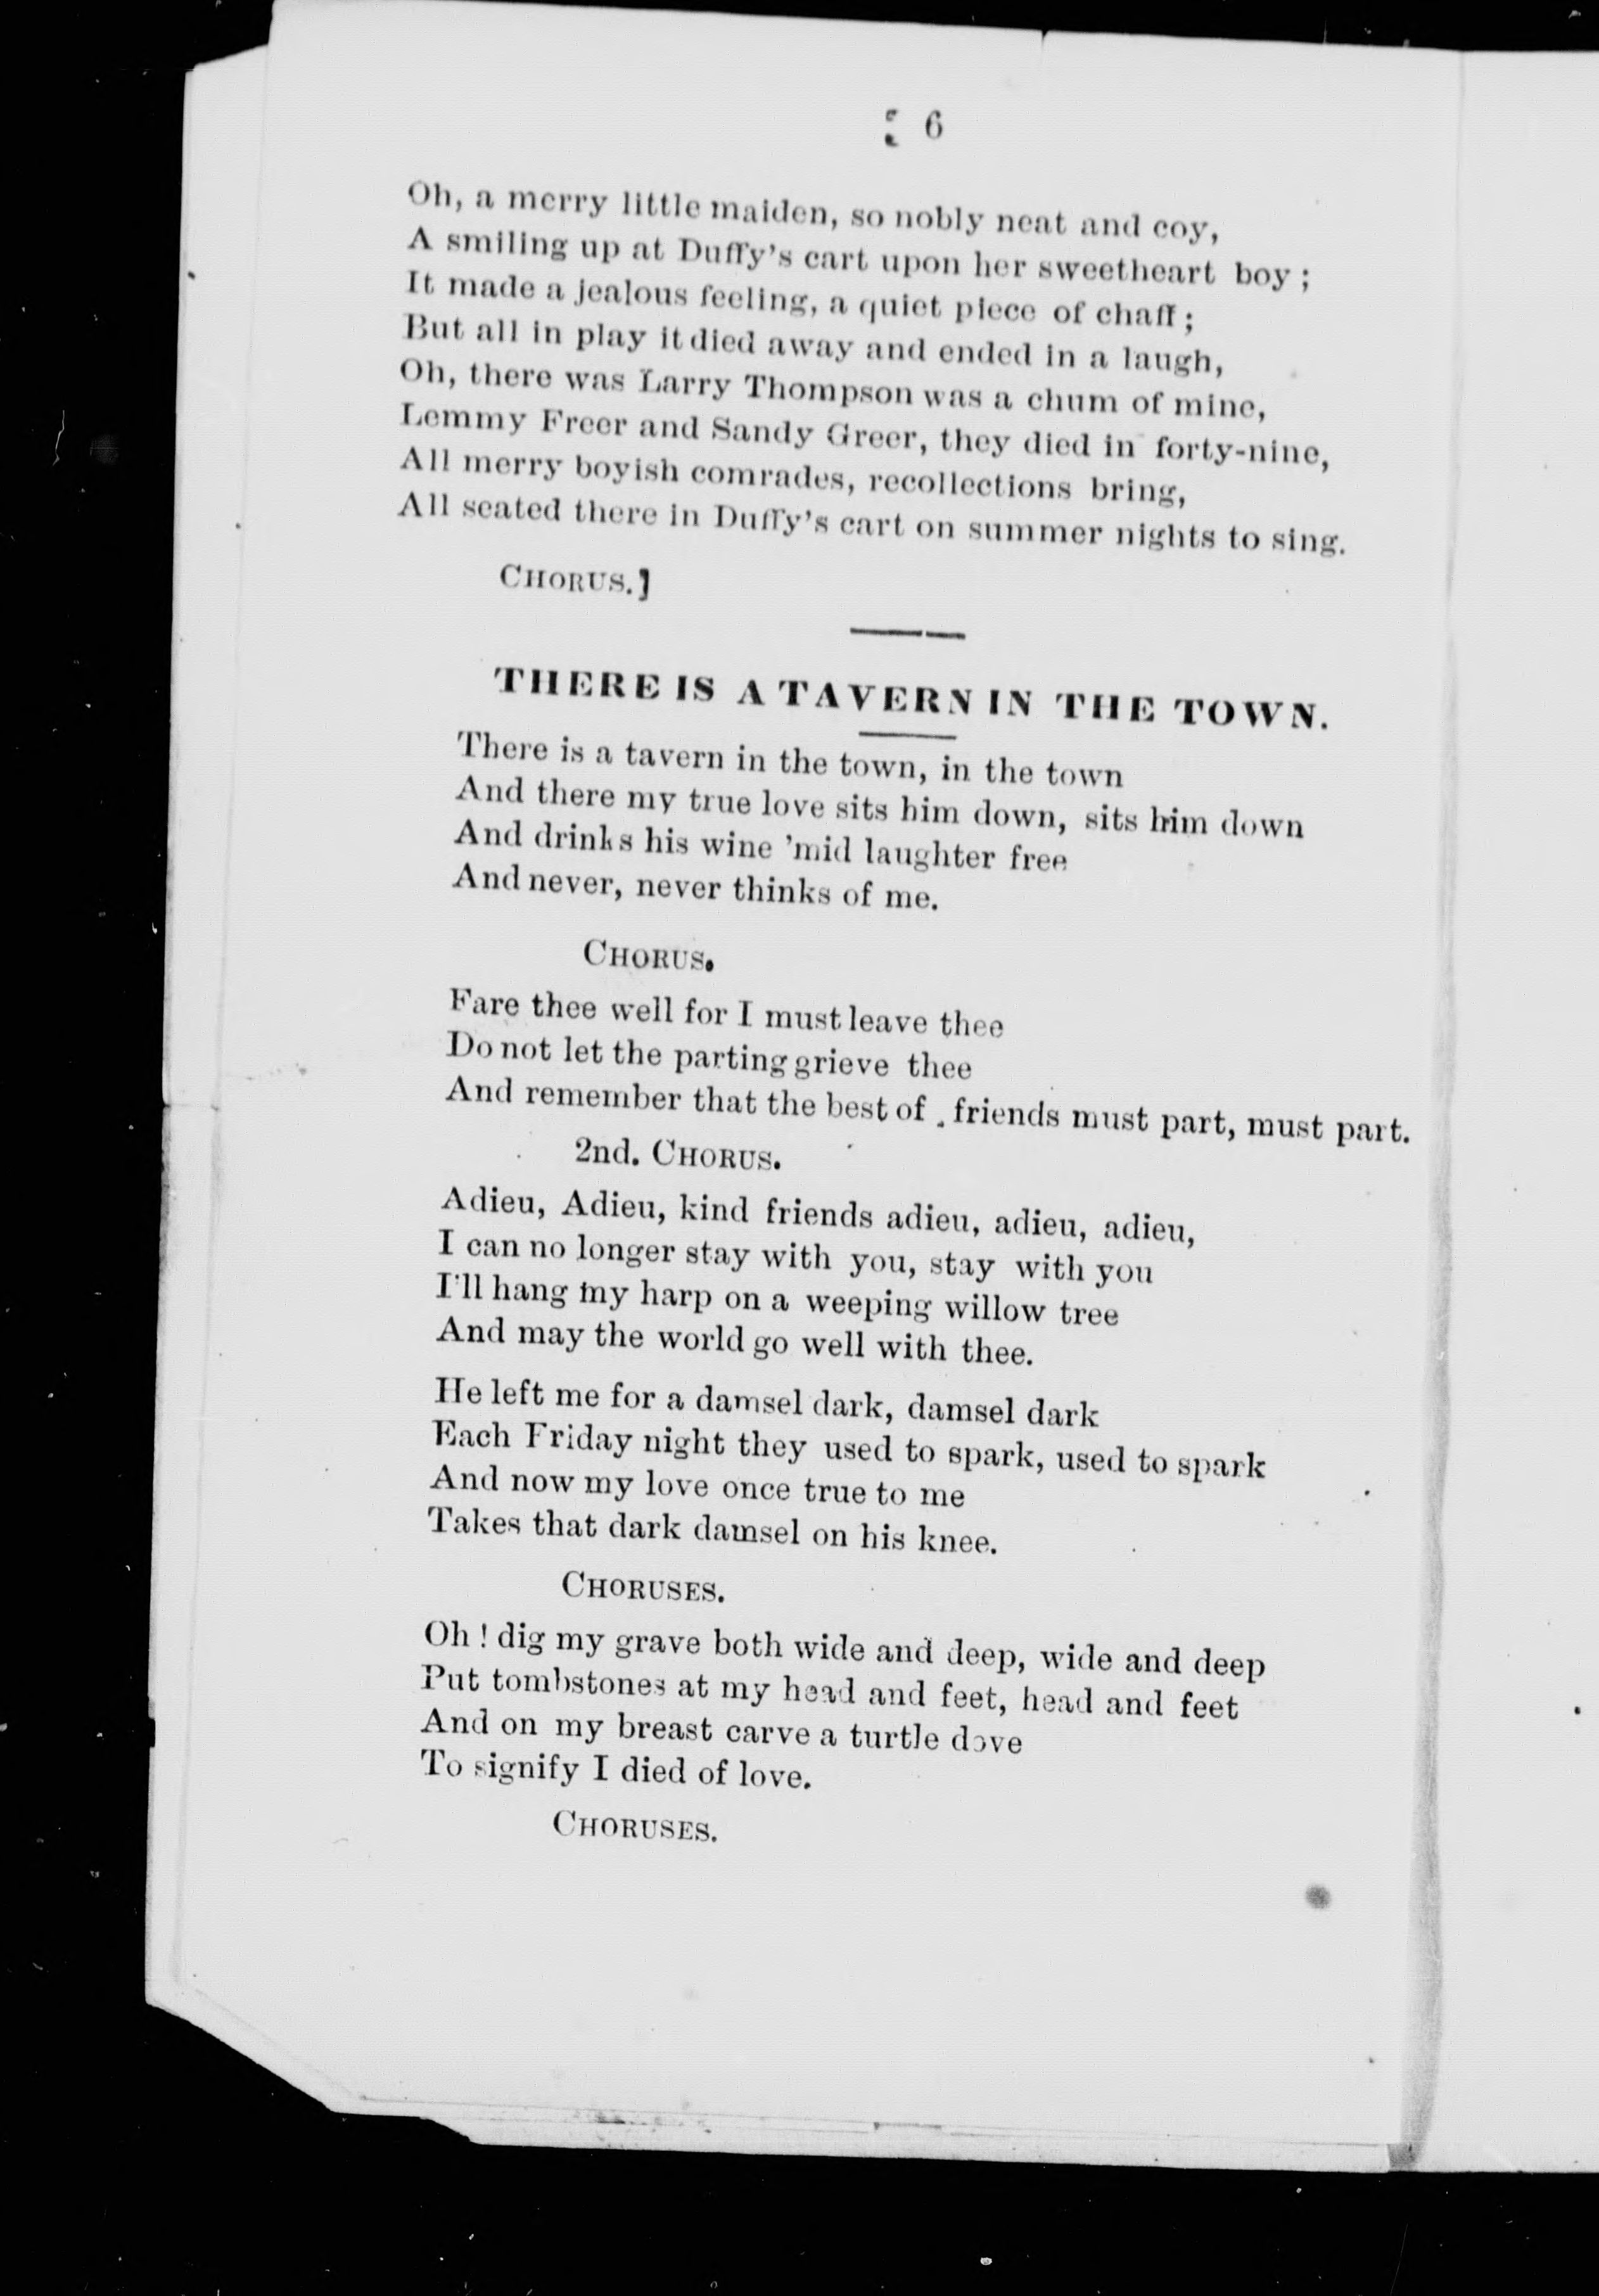 6
Oh, a merry little maiden, so nobly neat and coy,
A smiling up at Duffy's cart upon her sweetheart boy ;
It made a jealous feeling, a quiet piece of chaff ;
But all in play it died away and ended in a laugh,
Oh, there was Larry Thompson was a chum of mine,
Lemmy Freer and Sandy Greer, they died in forty-nine,
All merry boyish comrades, recollections bring,
All seated there in Duffy's cart on summer nights to sing.
CHORUS.]
THERE IS A TAVERN IN THE TOWN.
There is a tavern in the town, in the town
And there my true love sits him down, sits him down
And drinks his wine 'mid laughter free
And never, never thinks of me.
CHORUS.
Fare thee well for I must leave thee
Do not let the parting grieve thee
And remember that the best of . friends must part, must part.
2nd. CHORUS.
Adieu, Adieu, kind friends adieu, adieu, adieu,
I can no longer stay with you, stay with you
I'll hang my harp on a weeping willow tree
And may the world go well with thee.
He left me for a damsel dark, damsel dark
Each Friday night they used to spark, used to spark
And now my love once true to me
Takes that dark damsel on his knee.
CHORUSES.
Oh ! dig my grave both wide and deep, wide and deep
Put tombstones at my head and feet, head and feet
And on my breast carve a turtle dove
To signify I died of love.
CHORUSES.